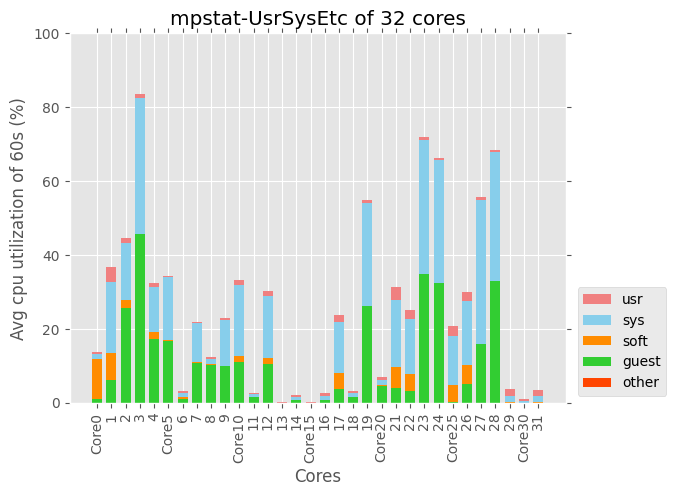 mpstat-UsrSysEtc of 32 cores
Avg cpu utilization of 60s (%)
100
80
60
40
20
0
Core0
1
2
3
4
Core5
6
7
8
9
Core10
11
12
13
14
Core15
16
17
18
19
Core20
21
22
23
24
Core25
26
27
28
29
Core30
31
Cores
usr
sys
soft
guest
other